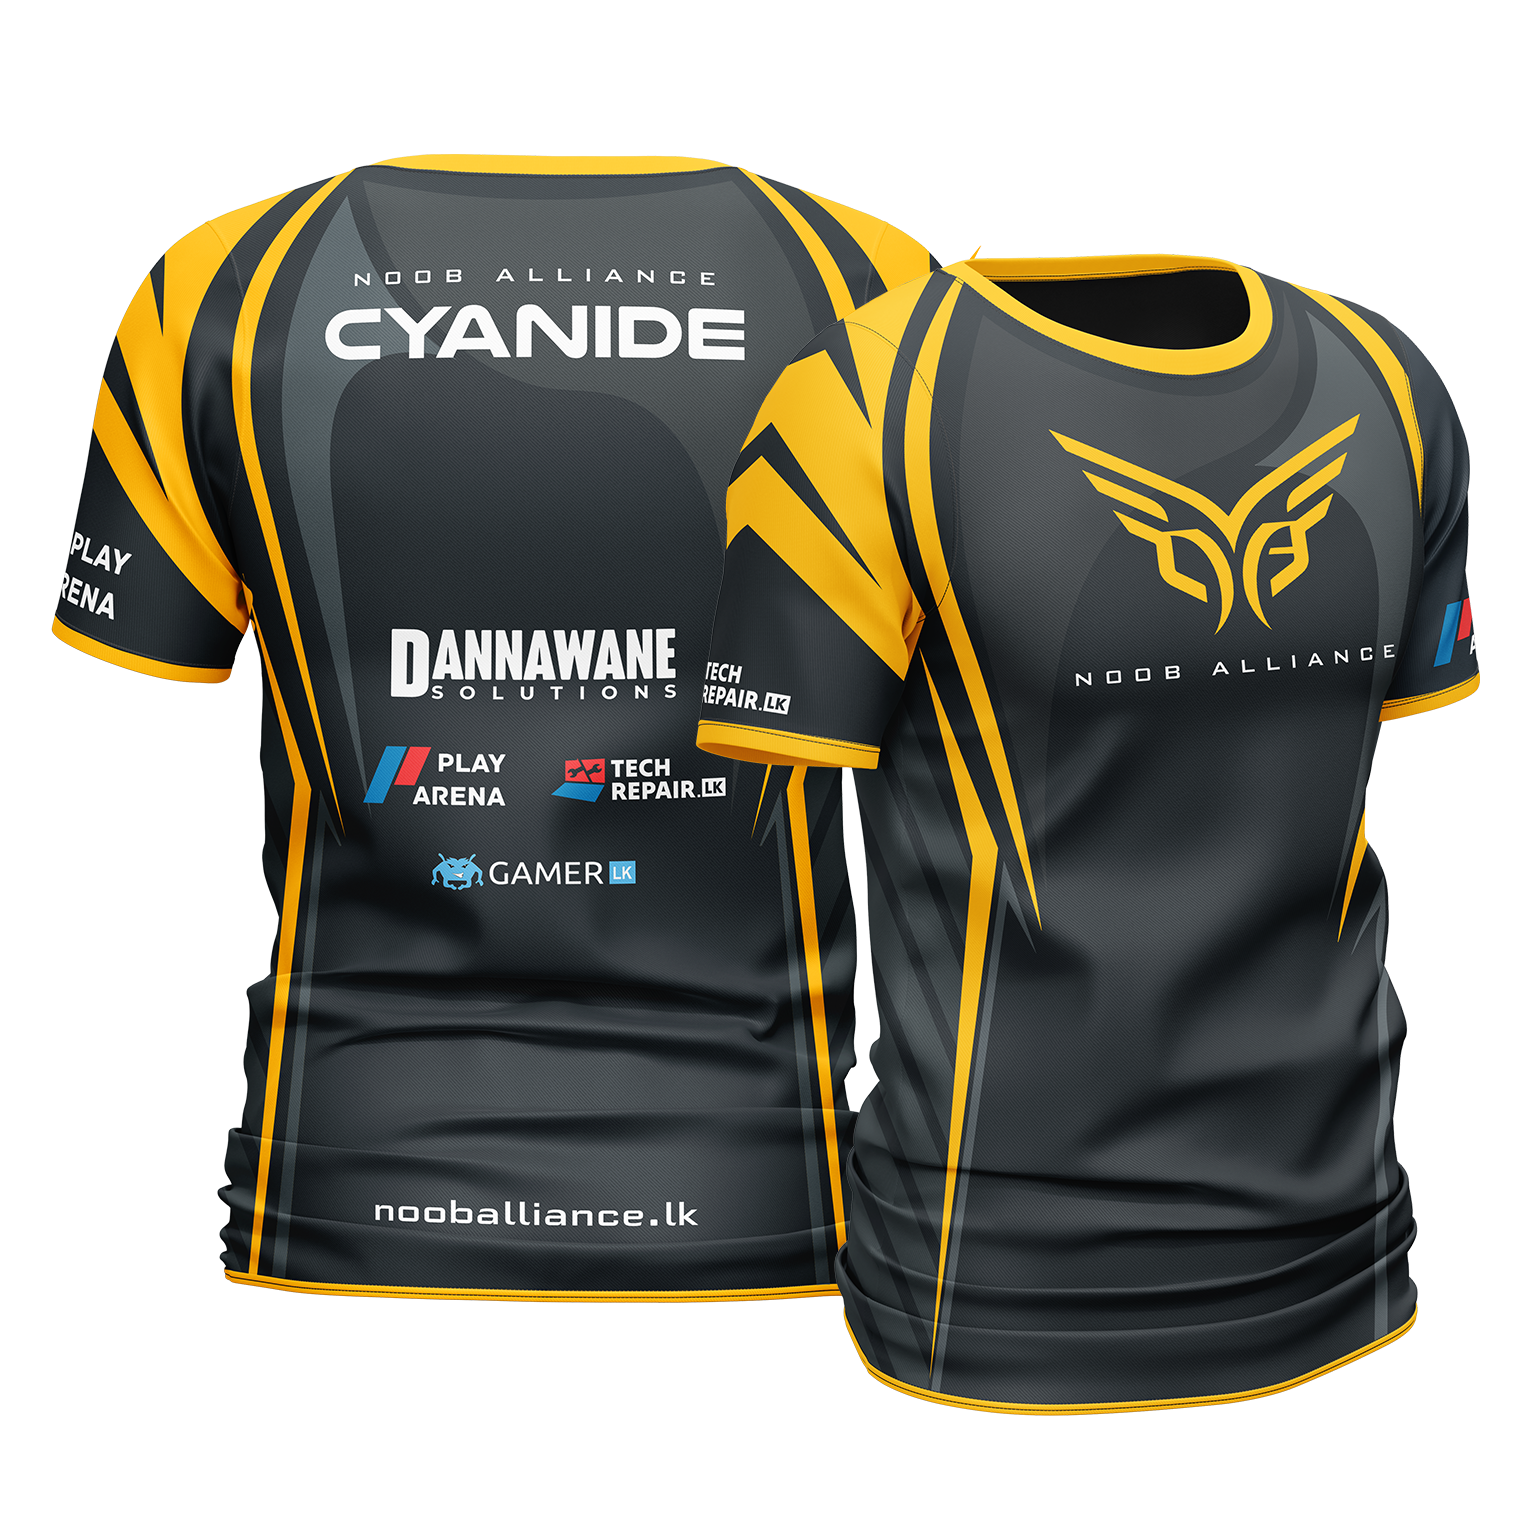 NOOB ALLIANCE
CYANIDE
PLAY
ARENA
DANNAWANE
SOLUTIONS
PLAY
ARENA
TECH
REPAIR.LK
GAMER LK
nooballiance.lk
TECH
REPAIR.LK
NOOB ALLIANCE